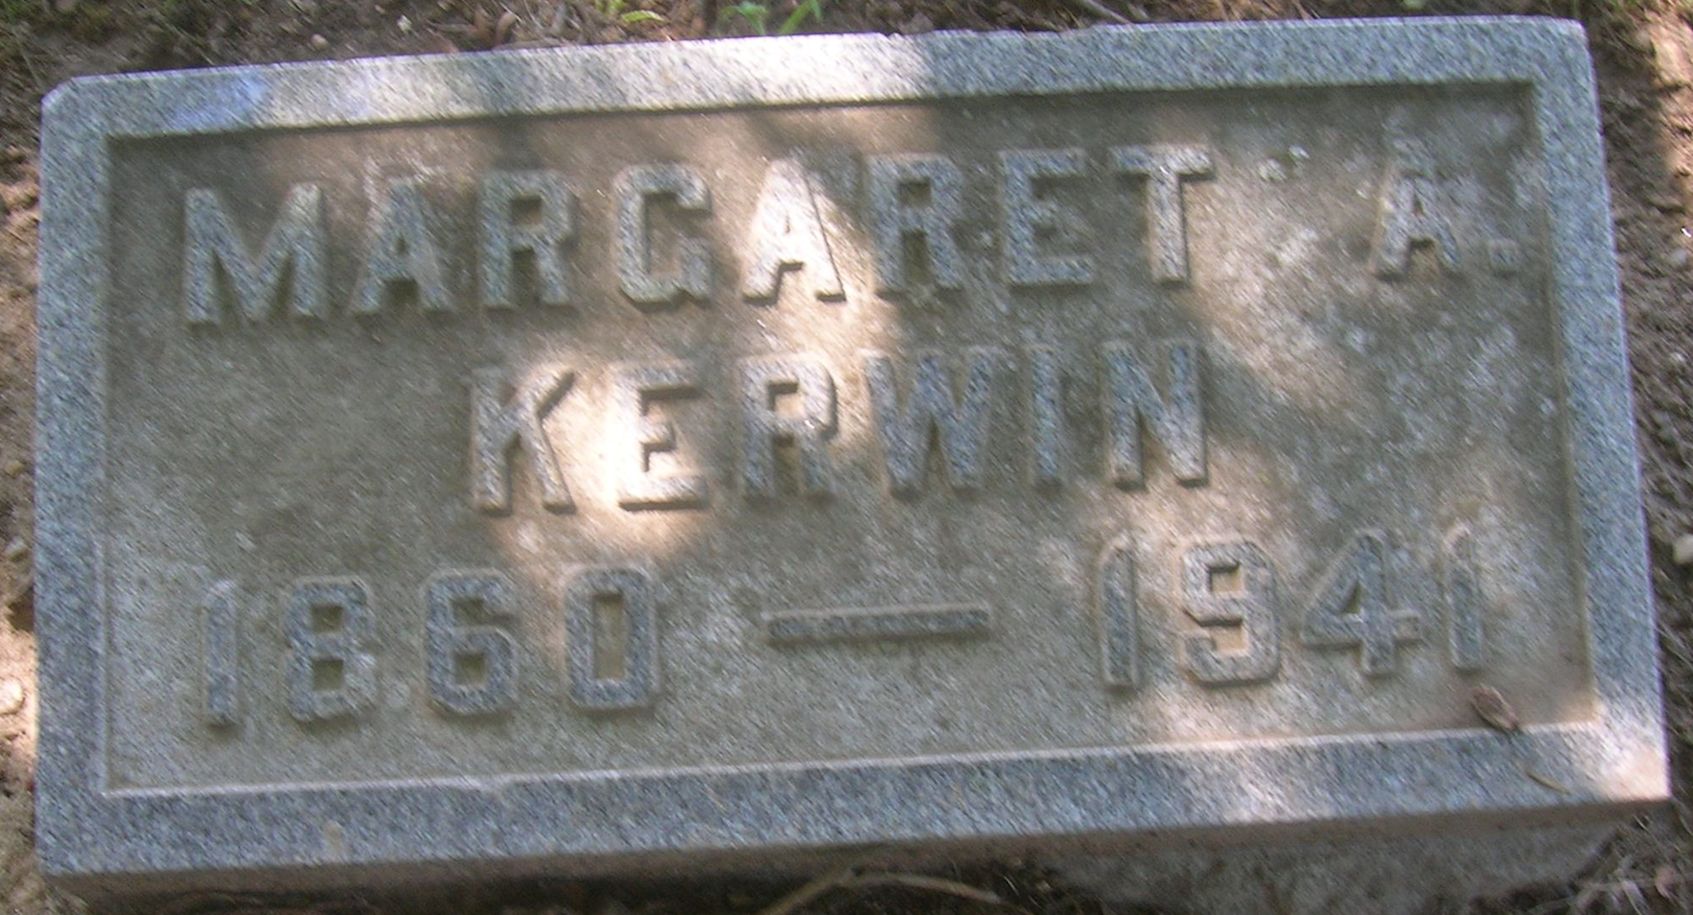 MARGARET A.
KERWIN
1860 — 1941